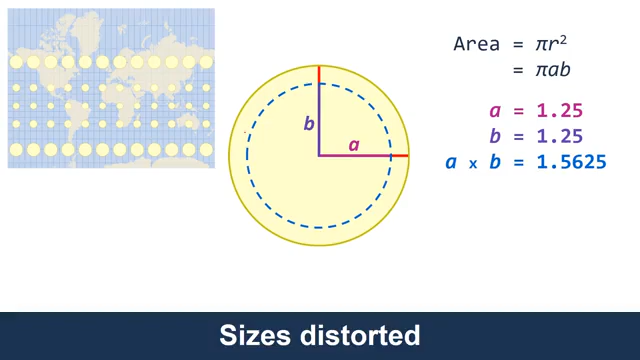 Area = πr²
= πab
a = 1.25
b = 1.25
a x b = 1.5625
b
a
Sizes distorted